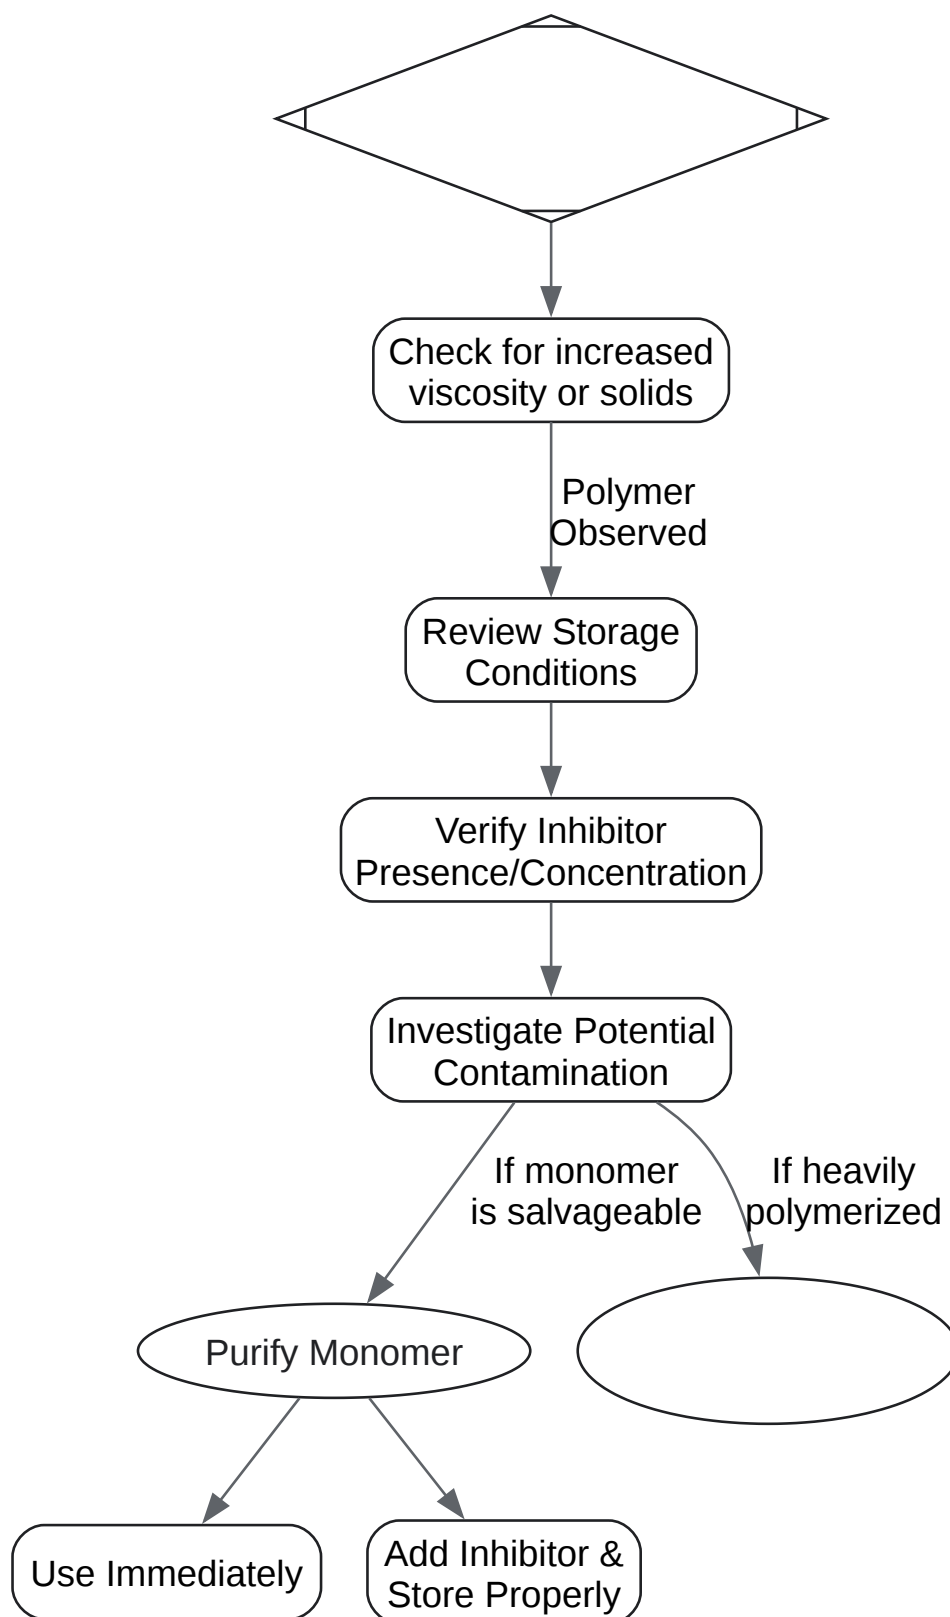 Check for increased
viscosity or solids
Polymer
Observed
Review Storage
Conditions
Verify Inhibitor
Presence/Concentration
Investigate Potential
Contamination
If monomer
is salvageable
If heavily
polymerized
Purify Monomer
Use Immediately
Add Inhibitor &
Store Properly